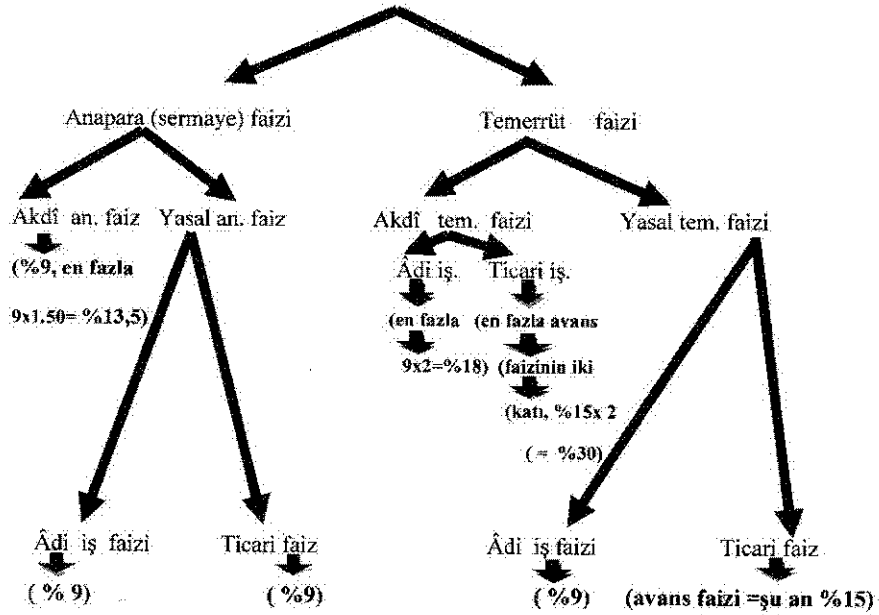 Anapara (sermaye) faizi
Temerrüt faizi
Akdî an. faiz
Yasal an. faiz
Akdî tem. faizi
Yasal tem. faizi
(%9, en fazla
9x1.50= %13,5)
Âdi iş.
Ticari iş.
(en fazla
9x2=%18)
(en fazla avans
(faizinin iki
(katı, %15x 2
( = %30)
Âdi iş faizi
Ticari faiz
Âdi iş faizi
Ticari faiz
( % 9)
( %9)
( %9)
(avans faizi =şu an %15)